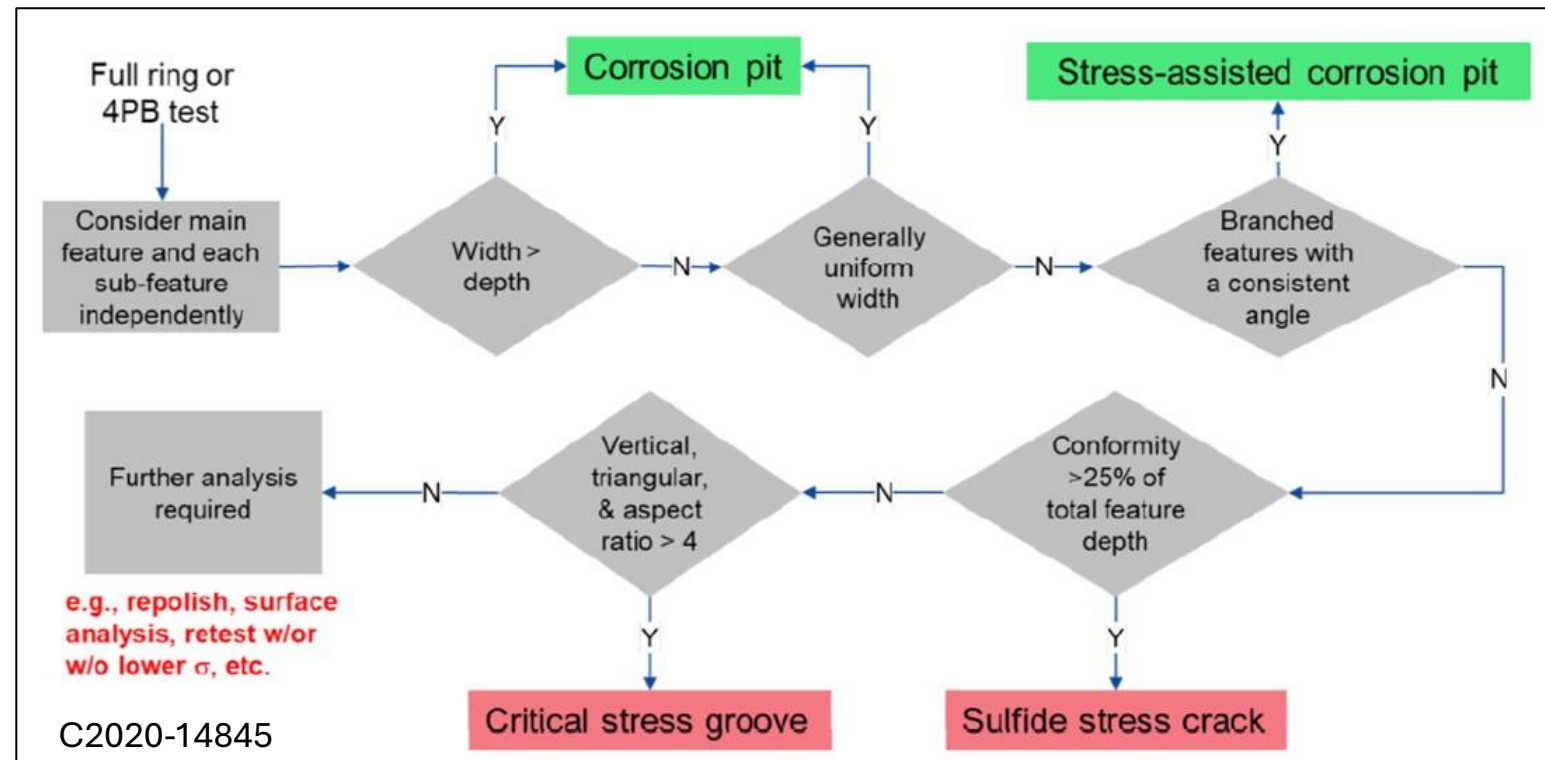 Full ring or
4PB test
Consider main
feature and each
sub-feature
independently
Width >
depth
Y
Corrosion pit
N
Generally
uniform
width
Y
N
Branched
features with
a consistent
angle
Y
Stress-assisted corrosion pit
N
Conformity
>25% of
total feature
depth
Y
Sulfide stress crack
N
Vertical,
triangular,
& aspect
ratio > 4
Y
Critical stress groove
N
Further analysis
required
e.g., repolish, surface
analysis, retest w/or
w/o lower σ, etc.
C2020-14845